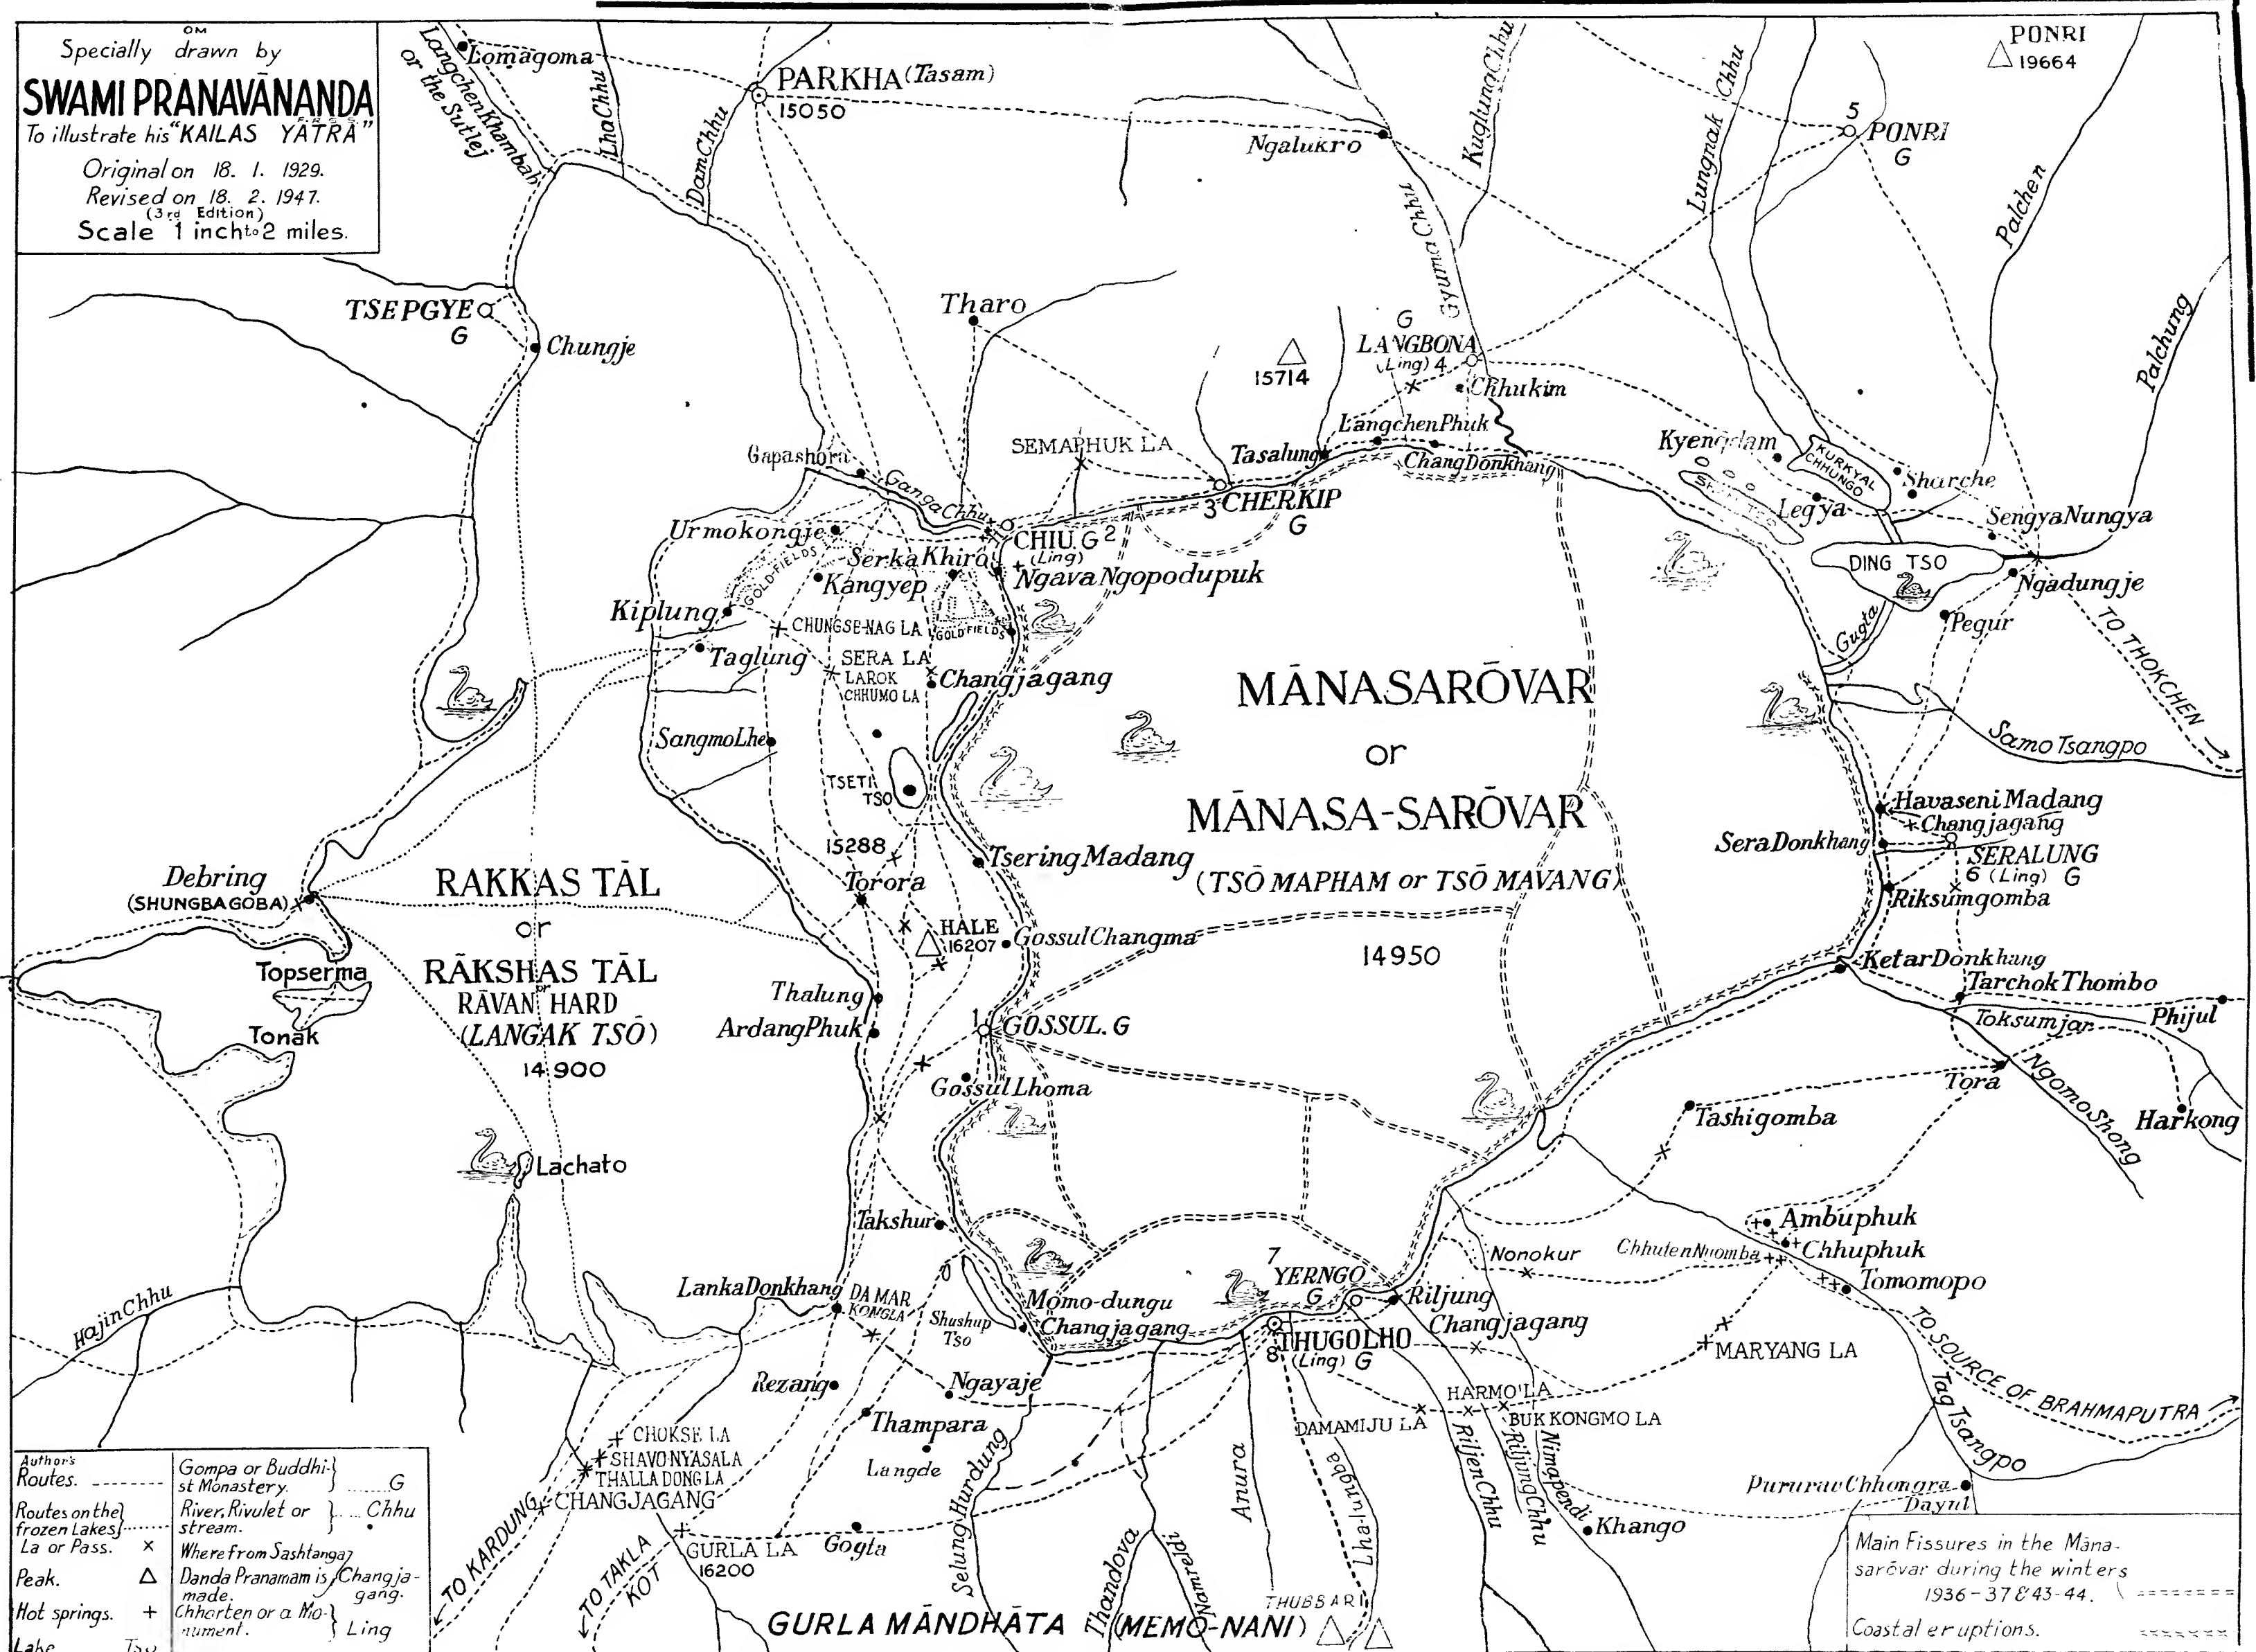 OM
Specially drawn by
SWAMI PRANAVĀNANDA
To illustrate his "KAILAS YĀTRĀ"
Original on 18. 1. 1929.
Revised on 18. 2. 1947.
(3rd Edition)
Scale 1 inch to 2 miles.
Langchen Khambab
or the Sutlej
Lomagoma
Lha Chhu
Dam Chhu
PARKHA (Tasam)
15050
Ngalukro
Kuglung Chhu
Gyuma Chhu
Lungnak Chhu
PONRI
19664
5
PONRI
G
Palchen
Palchung
TSEPGYE
G
Chungje
Tharo
15714
G
LANGBONA
(Ling) 4
Chhukim
Langchen Phuk
Gapashora
SEMAPHUK LA
Tasalung
Chang Donkhang
Kyengdam
KURKYAL
CHHUNGO
Sharche
Legya
Sengya Nungya
Ganga Chhu
3 CHERKIP
G
Urmokongje
CHIU. G 2
(Ling)
Serka Khiro
GOLD FIELDS
Kangyep
Ngava Ngopodupuk
DING TSO
Ngadungje
Kiplung
CHUNGSE-NAG LA
GOLD FIELDS
Gugta
Pegur
TO THOKCHEN
Taglung
SERA LA
LAROK
CHHUMO LA
Changjagang
MĀNASARŌVAR
or
MĀNASA-SARŌVAR
(TSŌ MAPHAM or TSŌ MAVANG)
14950
Sangmo Lhe
Samo Tsangpo
TSETI
TSO
Havaseni Madang
Changjagang
Sera Donkhang
SERALUNG
6 (Ling) G
Riksumgomba
15288
Tsering Madang
Torora
Debring
(SHUNGBA GOBA)
RAKKAS TĀL
or
RĀKSHAS TĀL
or
RĀVAN HARD
(LANGAK TSŌ)
14900
HALE
16207
Gossul Changma
Ketar Donkhang
Tarchok Thombo
Topserma
Tonak
Thalung
Ardang Phuk
1 GOSSUL. G
Toksumjar
Phijul
Gossul Lhoma
Tora
Ngomo Shong
Harkong
Tashigomba
Lachato
Takshur
Ambuphuk
Nonokur
Chhuten Nuomba
Chhuphuk
Tomomopo
7
YERNGO
G
Hajin Chhu
Lanka Donkhang
DAMAR
KONGLA
Shushup
Tso
Momo-dungu
Changjagang
Riljung
Changjagang
THUGOLHO
8 (Ling) G
MARYANG LA
TO SOURCE OF BRAHMAPUTRA
Rezang
Ngayaje
HARMO LA
Thampara
DAMAMIJU LA
BUK KONGMO LA
Tag Tsangpo
CHOKSE LA
SHAVO-NYASALA
THALLA DONG LA
CHANGJAGANG
Langde
Selung Hurdung
Anura
Lha-lungba
Riljen Chhu
Riljung Chhu
Nimapendi
Pururav Chhongra
Dayul
TO KARDUNG
TO TAKLA
KOT
GURLA LA
16200
Gogta
Thandova
Namreldi
Khango
THUBBARI
GURLA MĀNDHĀTA (MEMO-NANI)
Author's
Routes.
Routes on the
frozen Lakes
La or Pass. ×
Peak. △
Hot springs. +
Lake Tso
Gompa or Buddhi-
st Monastery. G
River, Rivulet or
stream. Chhu
Where from Sashtanga
Danda Pranamam is
made. Changja-
gang.
Chhorten or a Mo-
nument. Ling
Main Fissures in the Māna-
sarōvar during the winters
1936-37 & 43-44.
Coastal eruptions.